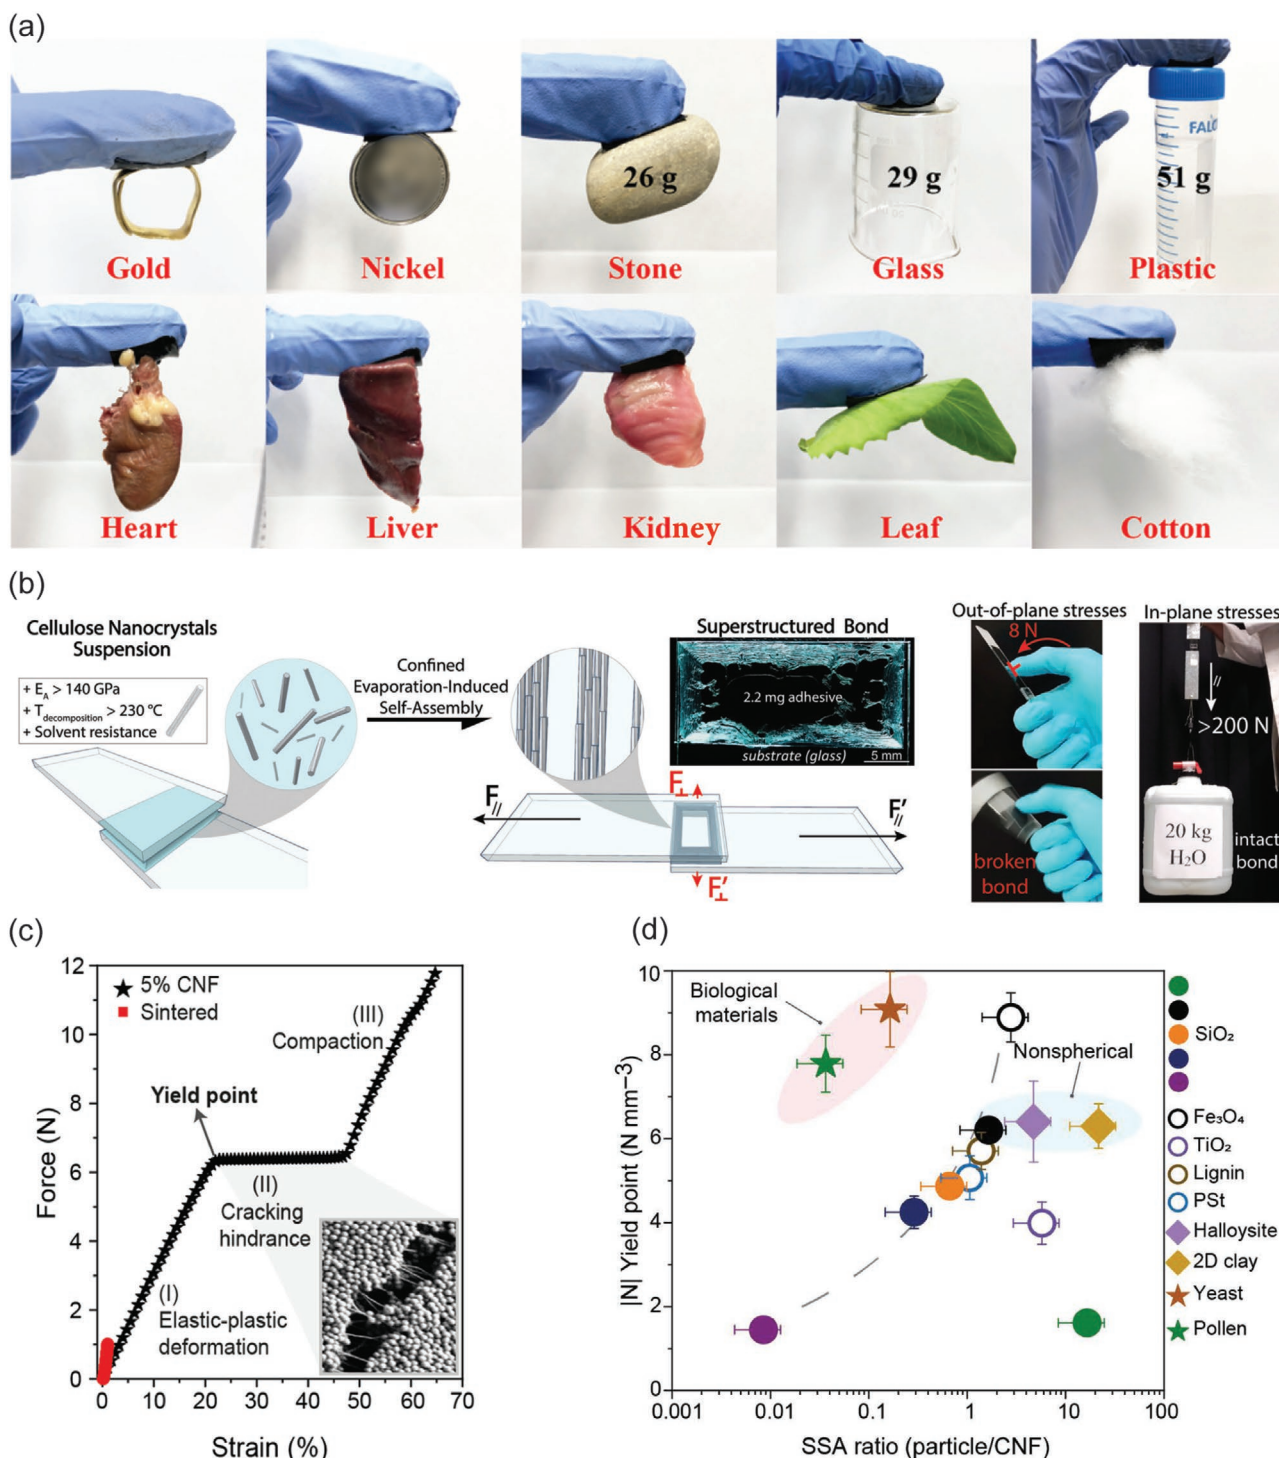 (a)
Gold
Nickel
26 g
Stone
29 g
Glass
FALC
51 g
Plastic
Heart
Liver
Kidney
Leaf
Cotton
(b)
Cellulose Nanocrystals
Suspension
+ E_A > 140 GPa
+ T_decomposition > 230 °C
+ Solvent resistance
Confined
Evaporation-Induced
Self-Assembly
Superstructured Bond
2.2 mg adhesive
substrate (glass)
5 mm
F//
F⊥
F'//
F'⊥
Out-of-plane stresses
8 N
broken
bond
In-plane stresses
//
>200 N
20 kg
H₂O
intact
bond
(c)
Force (N)
12
10
8
6
4
2
0
5% CNF
Sintered
(III)
Compaction
Yield point
(II)
Cracking
hindrance
(I)
Elastic-plastic
deformation
0 10 20 30 40 50 60 70
Strain (%)
(d)
|N| Yield point (N mm−3)
10
8
6
4
2
0
Biological
materials
Nonspherical
0.001 0.01 0.1 1 10 100
SSA ratio (particle/CNF)
SiO₂
Fe₃O₄
TiO₂
Lignin
PSt
Halloysite
2D clay
Yeast
Pollen